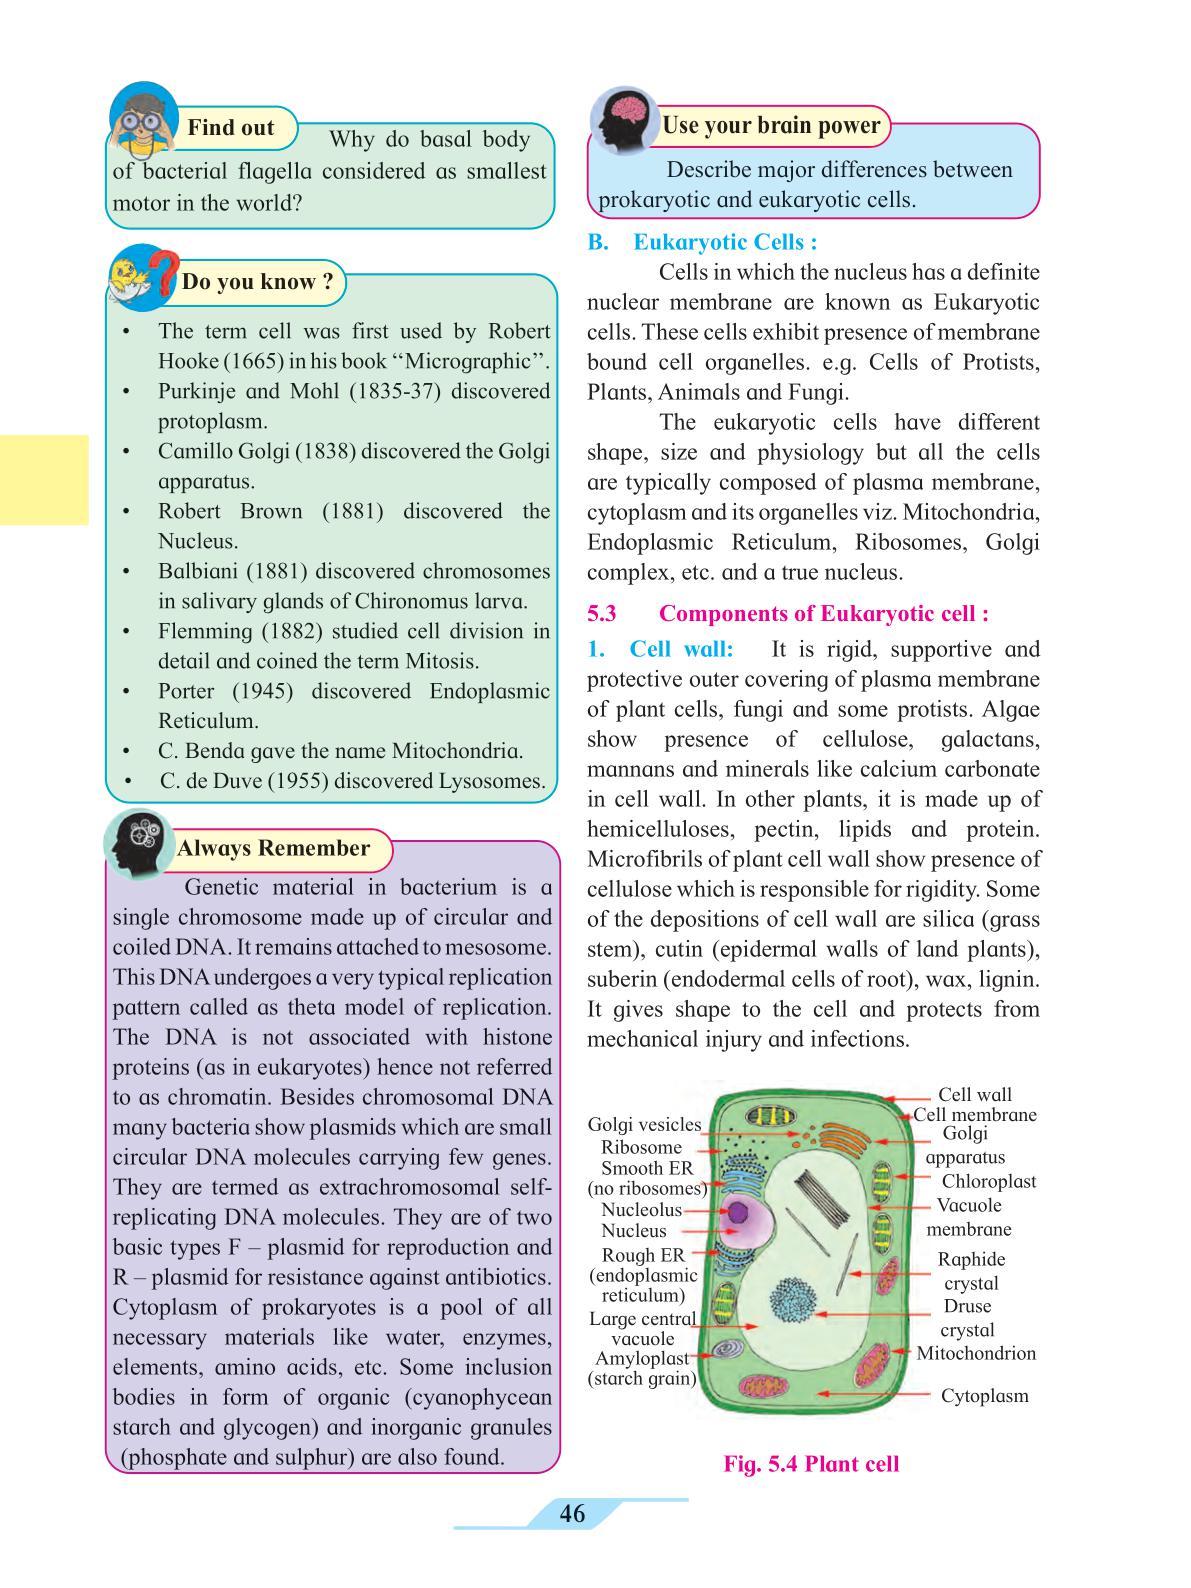 Find out
Why do basal body
of bacterial flagella considered as smallest
motor in the world?
Do you know ?
• The term cell was first used by Robert
Hooke (1665) in his book ‘‘Micrographic’’.
• Purkinje and Mohl (1835-37) discovered
protoplasm.
• Camillo Golgi (1838) discovered the Golgi
apparatus.
• Robert Brown (1881) discovered the
Nucleus.
• Balbiani (1881) discovered chromosomes
in salivary glands of Chironomus larva.
• Flemming (1882) studied cell division in
detail and coined the term Mitosis.
• Porter (1945) discovered Endoplasmic
Reticulum.
• C. Benda gave the name Mitochondria.
• C. de Duve (1955) discovered Lysosomes.
Always Remember
Genetic material in bacterium is a
single chromosome made up of circular and
coiled DNA. It remains attached to mesosome.
This DNA undergoes a very typical replication
pattern called as theta model of replication.
The DNA is not associated with histone
proteins (as in eukaryotes) hence not referred
to as chromatin. Besides chromosomal DNA
many bacteria show plasmids which are small
circular DNA molecules carrying few genes.
They are termed as extrachromosomal self-
replicating DNA molecules. They are of two
basic types F – plasmid for reproduction and
R – plasmid for resistance against antibiotics.
Cytoplasm of prokaryotes is a pool of all
necessary materials like water, enzymes,
elements, amino acids, etc. Some inclusion
bodies in form of organic (cyanophycean
starch and glycogen) and inorganic granules
(phosphate and sulphur) are also found.
Use your brain power
Describe major differences between
prokaryotic and eukaryotic cells.
B. Eukaryotic Cells :
Cells in which the nucleus has a definite
nuclear membrane are known as Eukaryotic
cells. These cells exhibit presence of membrane
bound cell organelles. e.g. Cells of Protists,
Plants, Animals and Fungi.
The eukaryotic cells have different
shape, size and physiology but all the cells
are typically composed of plasma membrane,
cytoplasm and its organelles viz. Mitochondria,
Endoplasmic Reticulum, Ribosomes, Golgi
complex, etc. and a true nucleus.
5.3 Components of Eukaryotic cell :
1. Cell wall: It is rigid, supportive and
protective outer covering of plasma membrane
of plant cells, fungi and some protists. Algae
show presence of cellulose, galactans,
mannans and minerals like calcium carbonate
in cell wall. In other plants, it is made up of
hemicelluloses, pectin, lipids and protein.
Microfibrils of plant cell wall show presence of
cellulose which is responsible for rigidity. Some
of the depositions of cell wall are silica (grass
stem), cutin (epidermal walls of land plants),
suberin (endodermal cells of root), wax, lignin.
It gives shape to the cell and protects from
mechanical injury and infections.
Golgi vesicles
Ribosome
Smooth ER
(no ribosomes)
Nucleolus
Nucleus
Rough ER
(endoplasmic
reticulum)
Large central
vacuole
Amyloplast
(starch grain)
Cell wall
Cell membrane
Golgi
apparatus
Chloroplast
Vacuole
membrane
Raphide
crystal
Druse
crystal
Mitochondrion
Cytoplasm
Fig. 5.4 Plant cell
46